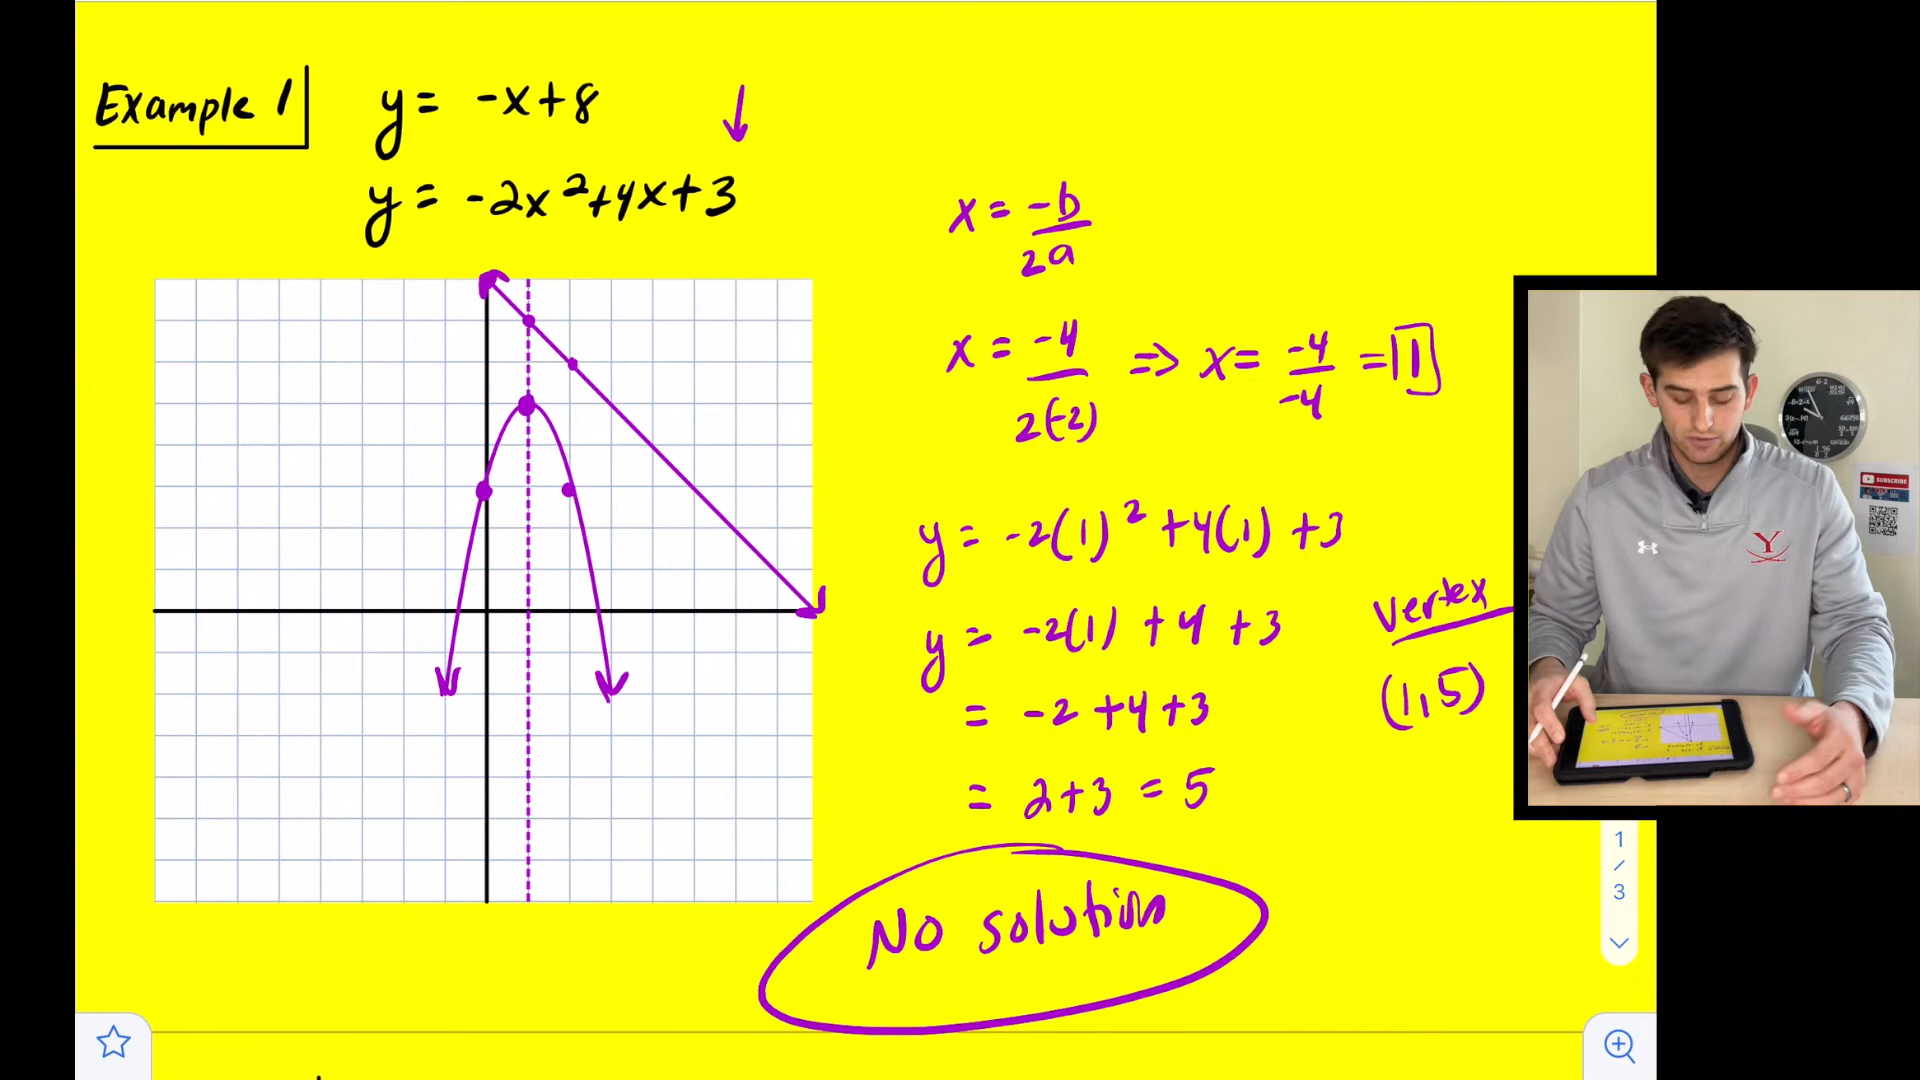 Example 1
y = -x+8
y = -2x²+4x+3
x = -b/2a
x = -4/2(-2) => x = -4/-4 = 1
y = -2(1)² +4(1) +3
y = -2(1) +4 +3
= -2 +4 +3
= 2+3 = 5
Vertex
(1,5)
No solution
SUBSCRIBE
Y
1
/
3